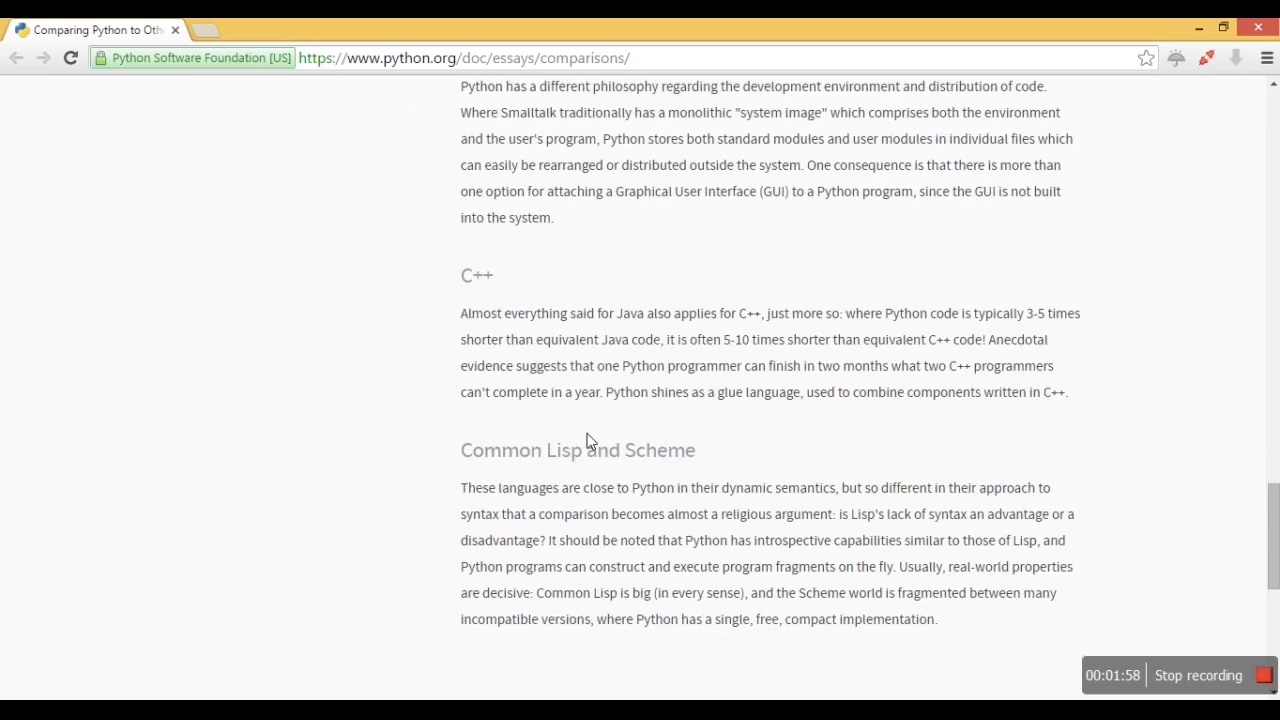 Comparing Python to Oth
Python Software Foundation [US] https://www.python.org/doc/essays/comparisons/
Python has a different philosophy regarding the development environment and distribution of code.
Where Smalltalk traditionally has a monolithic "system image" which comprises both the environment
and the user's program, Python stores both standard modules and user modules in individual files which
can easily be rearranged or distributed outside the system. One consequence is that there is more than
one option for attaching a Graphical User Interface (GUI) to a Python program, since the GUI is not built
into the system.
C++
Almost everything said for Java also applies for C++, just more so: where Python code is typically 3-5 times
shorter than equivalent Java code, it is often 5-10 times shorter than equivalent C++ code! Anecdotal
evidence suggests that one Python programmer can finish in two months what two C++ programmers
can't complete in a year. Python shines as a glue language, used to combine components written in C++.
Common Lisp and Scheme
These languages are close to Python in their dynamic semantics, but so different in their approach to
syntax that a comparison becomes almost a religious argument: is Lisp's lack of syntax an advantage or a
disadvantage? It should be noted that Python has introspective capabilities similar to those of Lisp, and
Python programs can construct and execute program fragments on the fly. Usually, real-world properties
are decisive: Common Lisp is big (in every sense), and the Scheme world is fragmented between many
incompatible versions, where Python has a single, free, compact implementation.
00:01:58 Stop recording